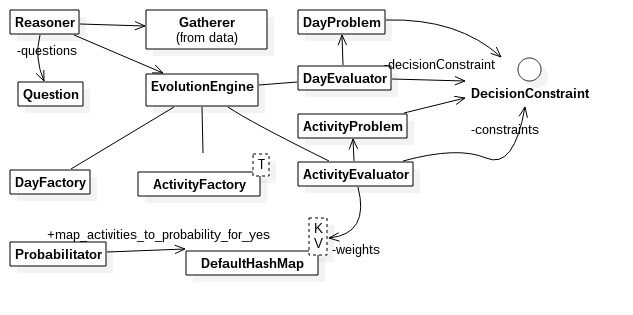 Reasoner
Gatherer
(from data)
DayProblem
-questions
-decisionConstraint
Question
EvolutionEngine
DayEvaluator
DecisionConstraint
ActivityProblem
-constraints
T
DayFactory
ActivityFactory
ActivityEvaluator
K
V
+map_activities_to_probability_for_yes
Probabilitator
DefaultHashMap
-weights